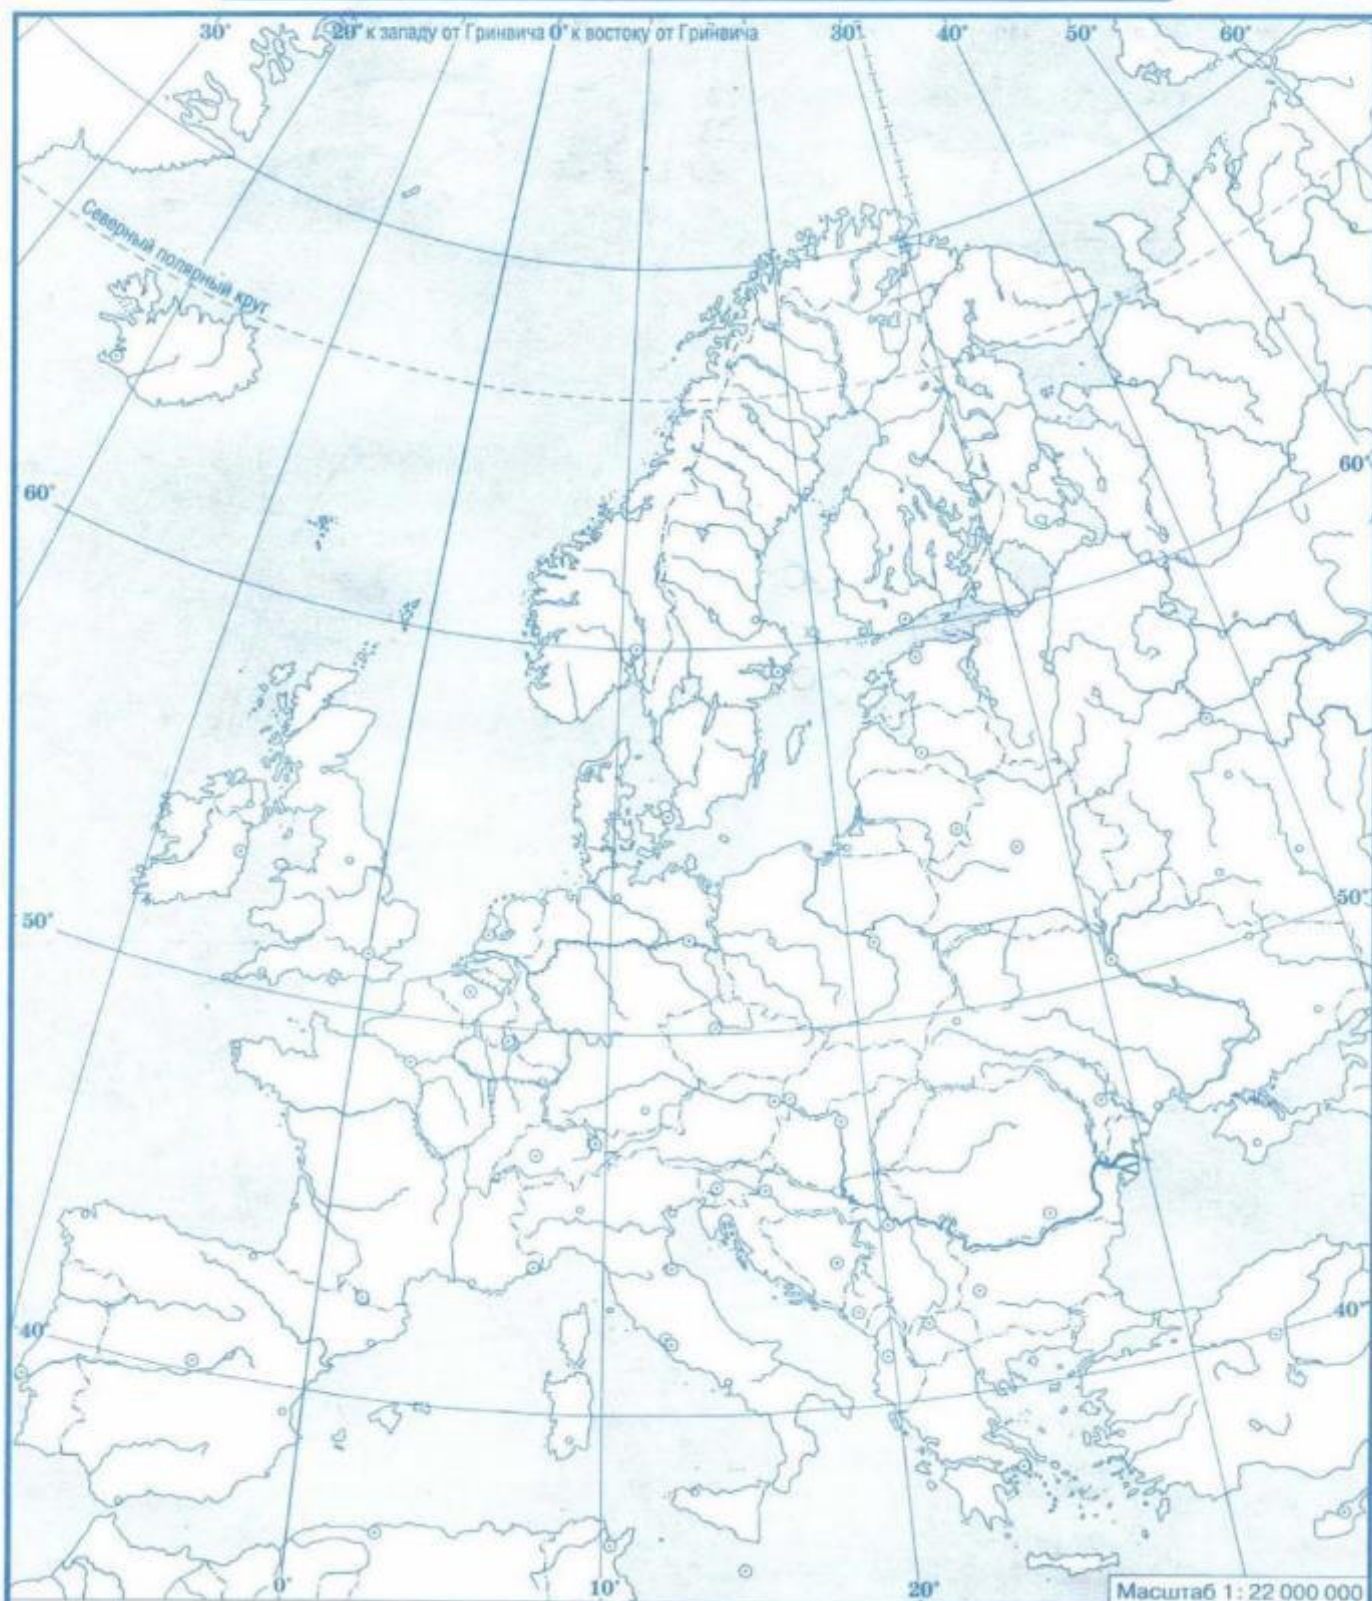 30° 20° к западу от Гринвича 0° к востоку от Гринвича 30° 40° 50° 60°
Северный полярный круг
60° 60°
50° 50°
40° 40°
0° 10° 20°
Масштаб 1: 22 000 000